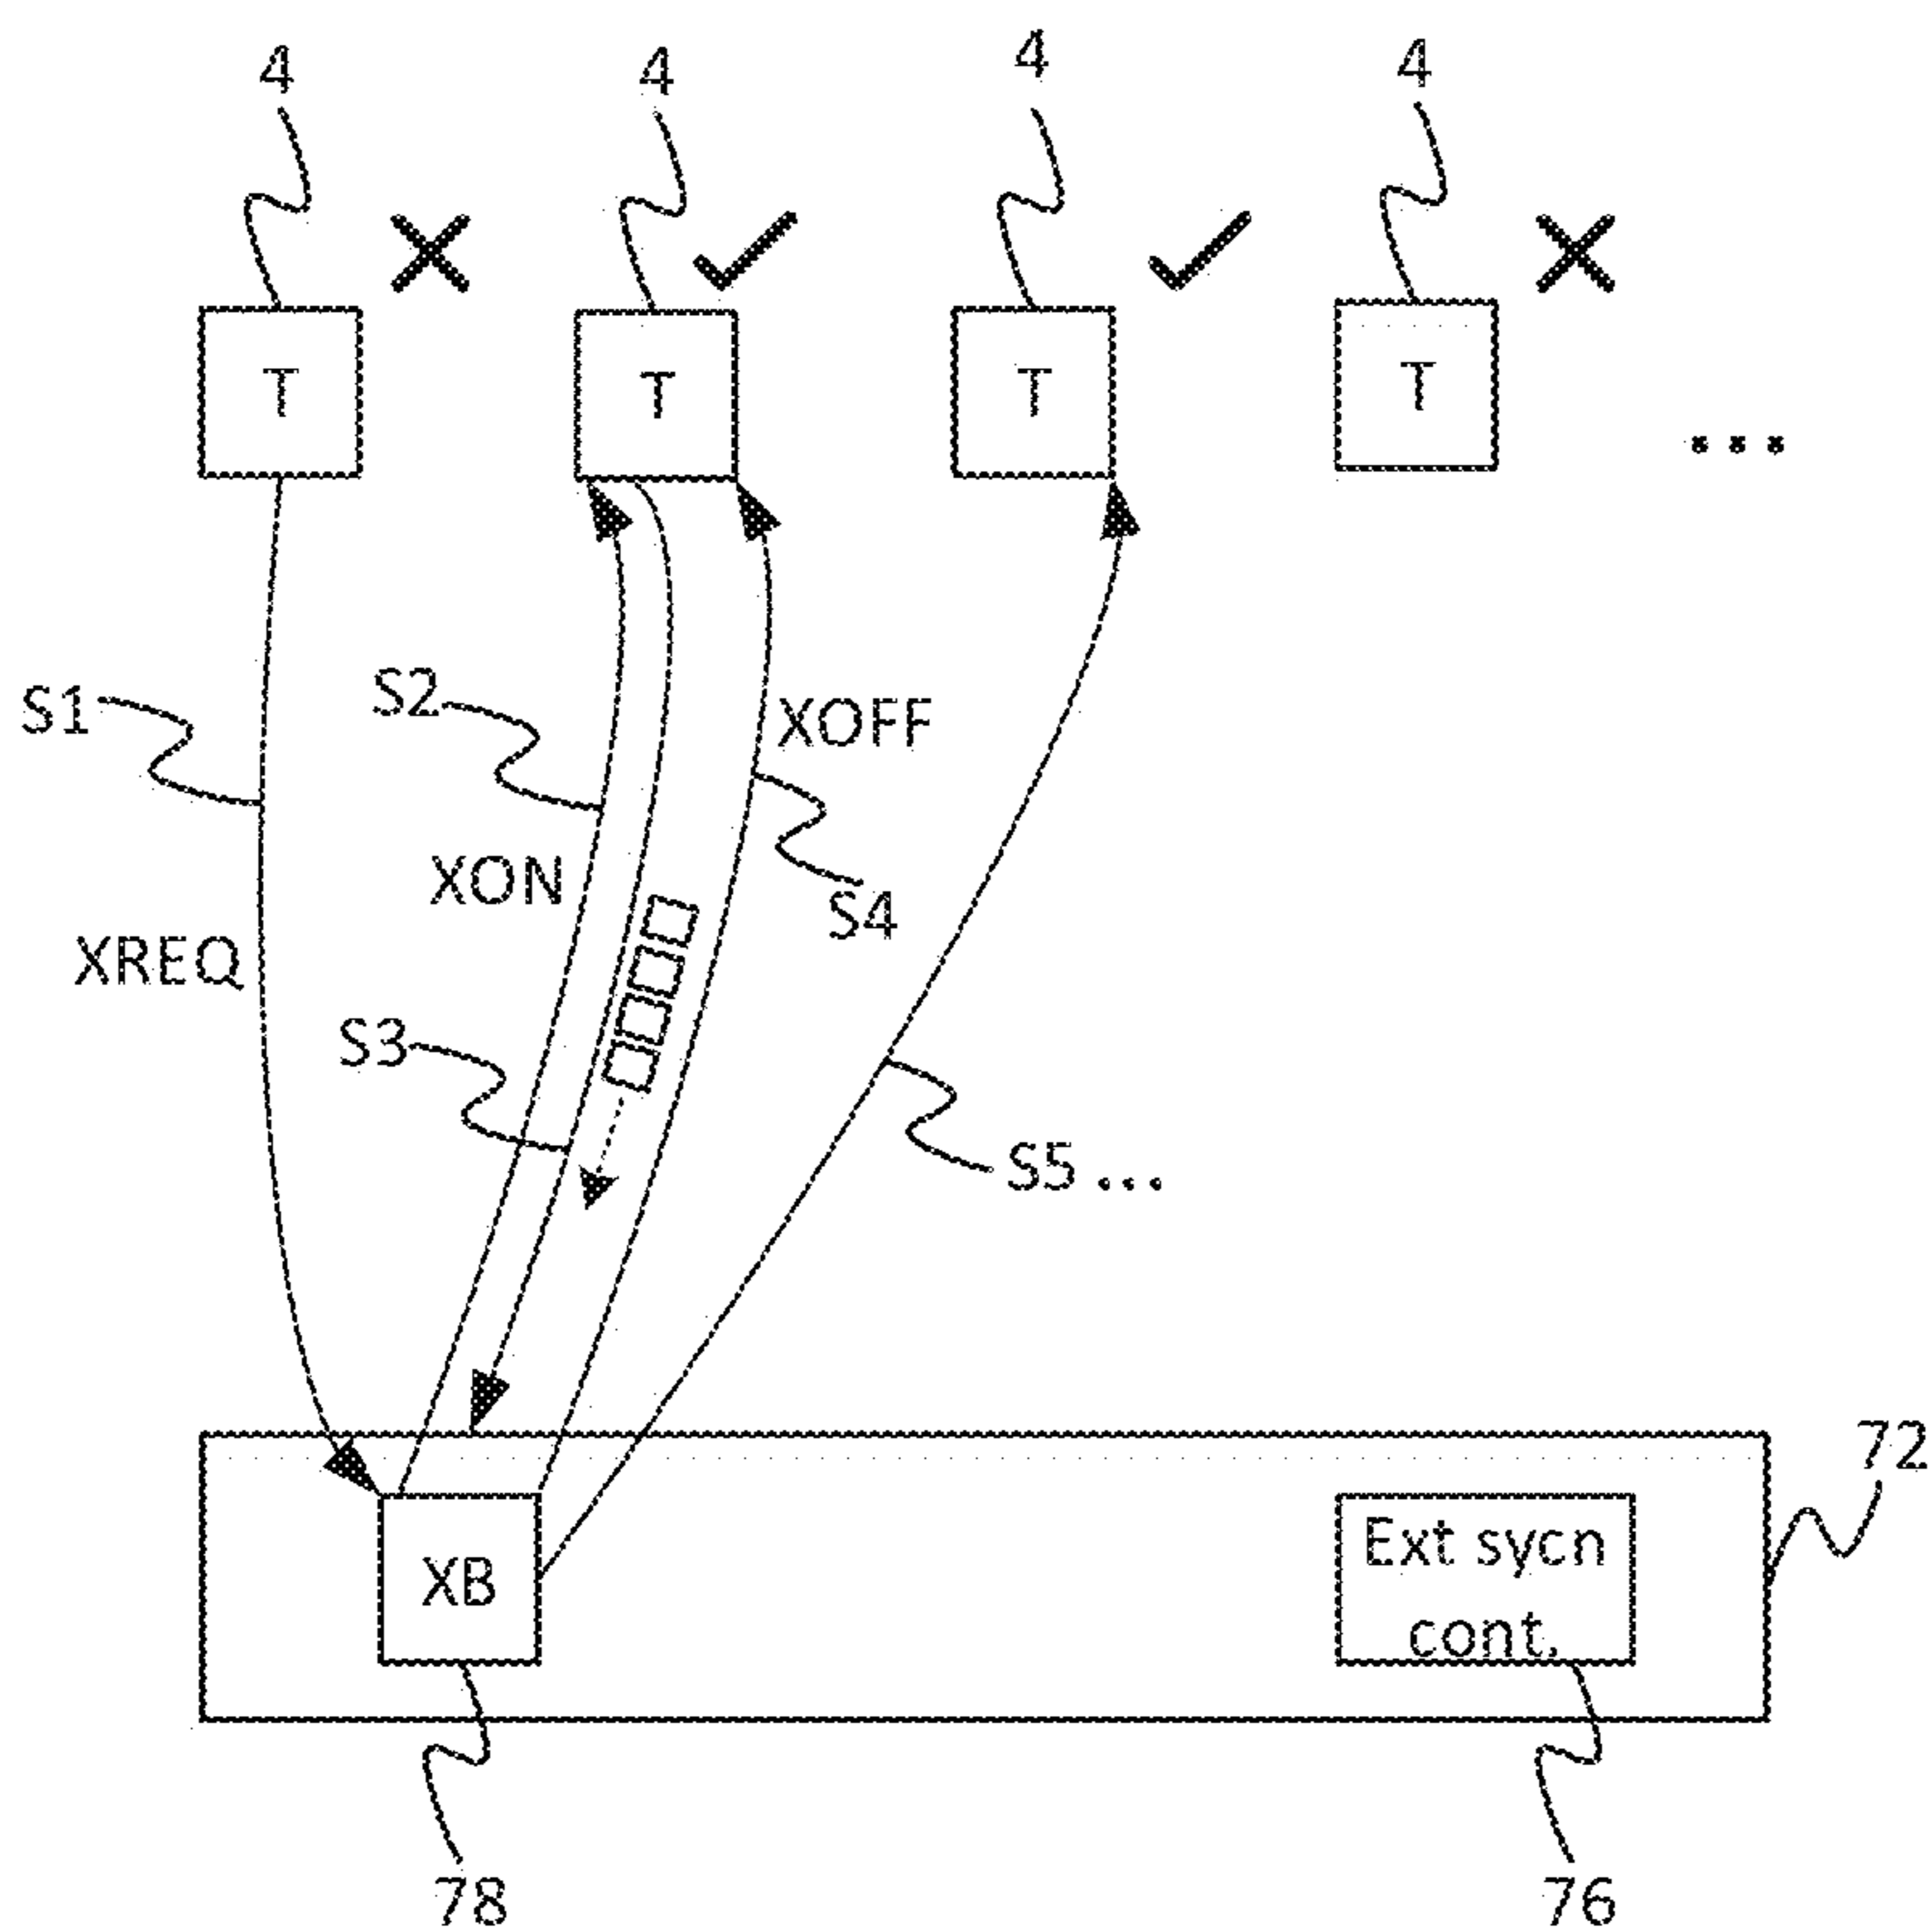 4 4 4 4
T T T T
...
S1
S2
XOFF
XON
S4
XREQ
S3
S5 ...
72
XB
Ext sycn
cont.
78
76